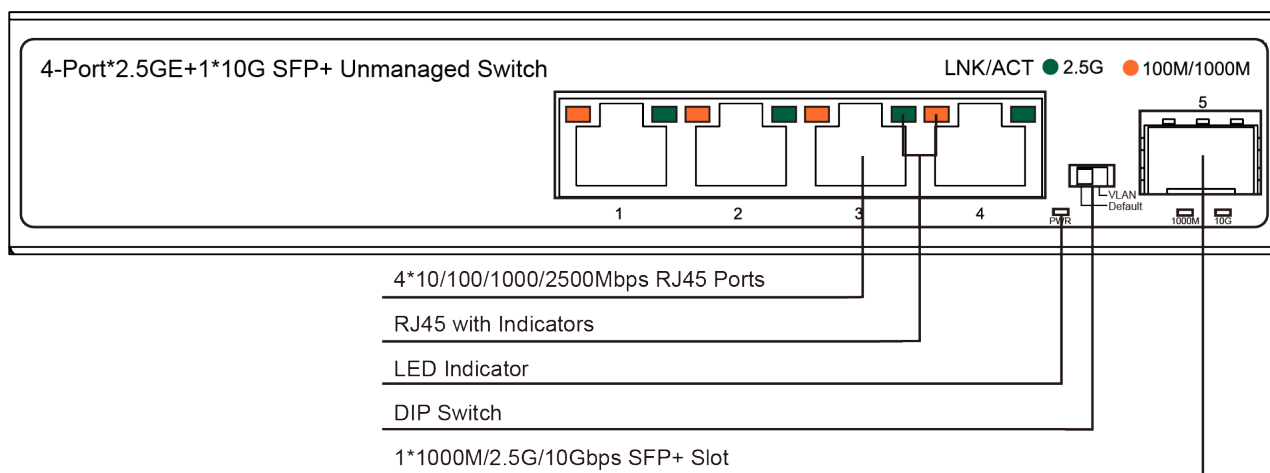 4-Port*2.5GE+1*10G SFP+ Unmanaged Switch
LNK/ACT 2.5G 100M/1000M
5
1 2 3 4
VLAN
Default
PWR
1000M 10G
4*10/100/1000/2500Mbps RJ45 Ports
RJ45 with Indicators
LED Indicator
DIP Switch
1*1000M/2.5G/10Gbps SFP+ Slot